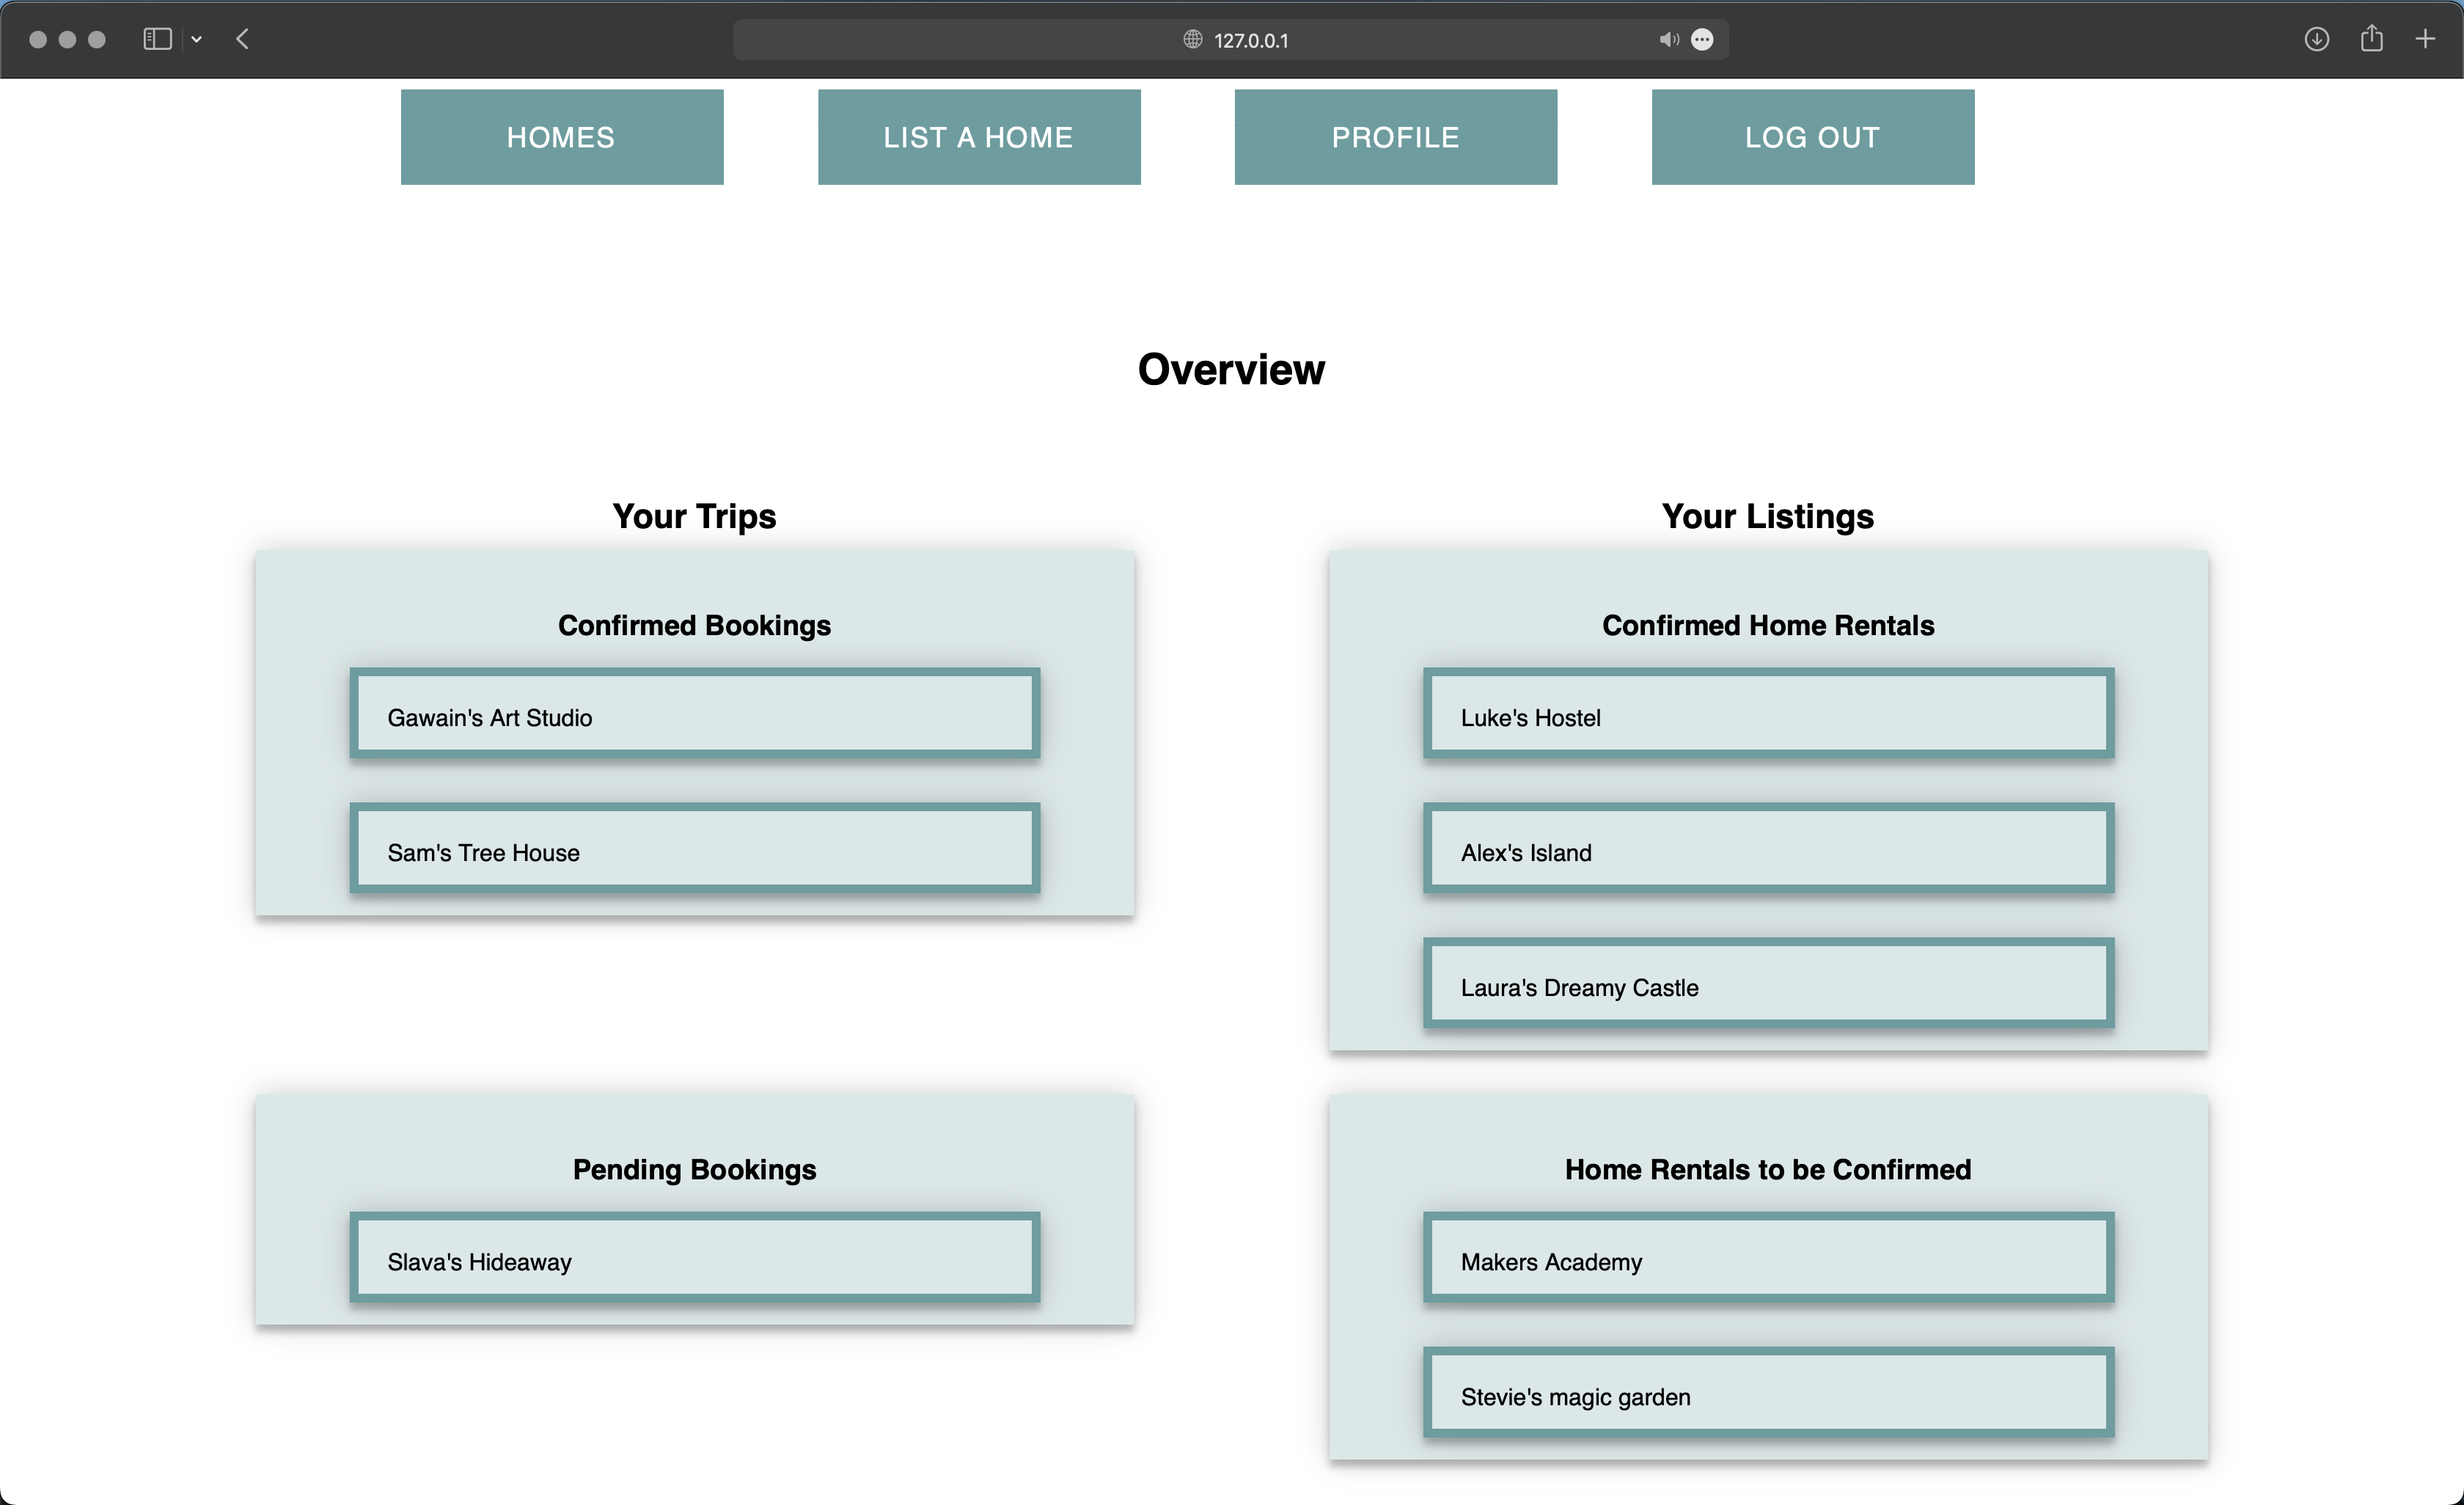 127.0.0.1
HOMES
LIST A HOME
PROFILE
LOG OUT
Overview
Your Trips
Confirmed Bookings
Gawain's Art Studio
Sam's Tree House
Pending Bookings
Slava's Hideaway
Your Listings
Confirmed Home Rentals
Luke's Hostel
Alex's Island
Laura's Dreamy Castle
Home Rentals to be Confirmed
Makers Academy
Stevie's magic garden